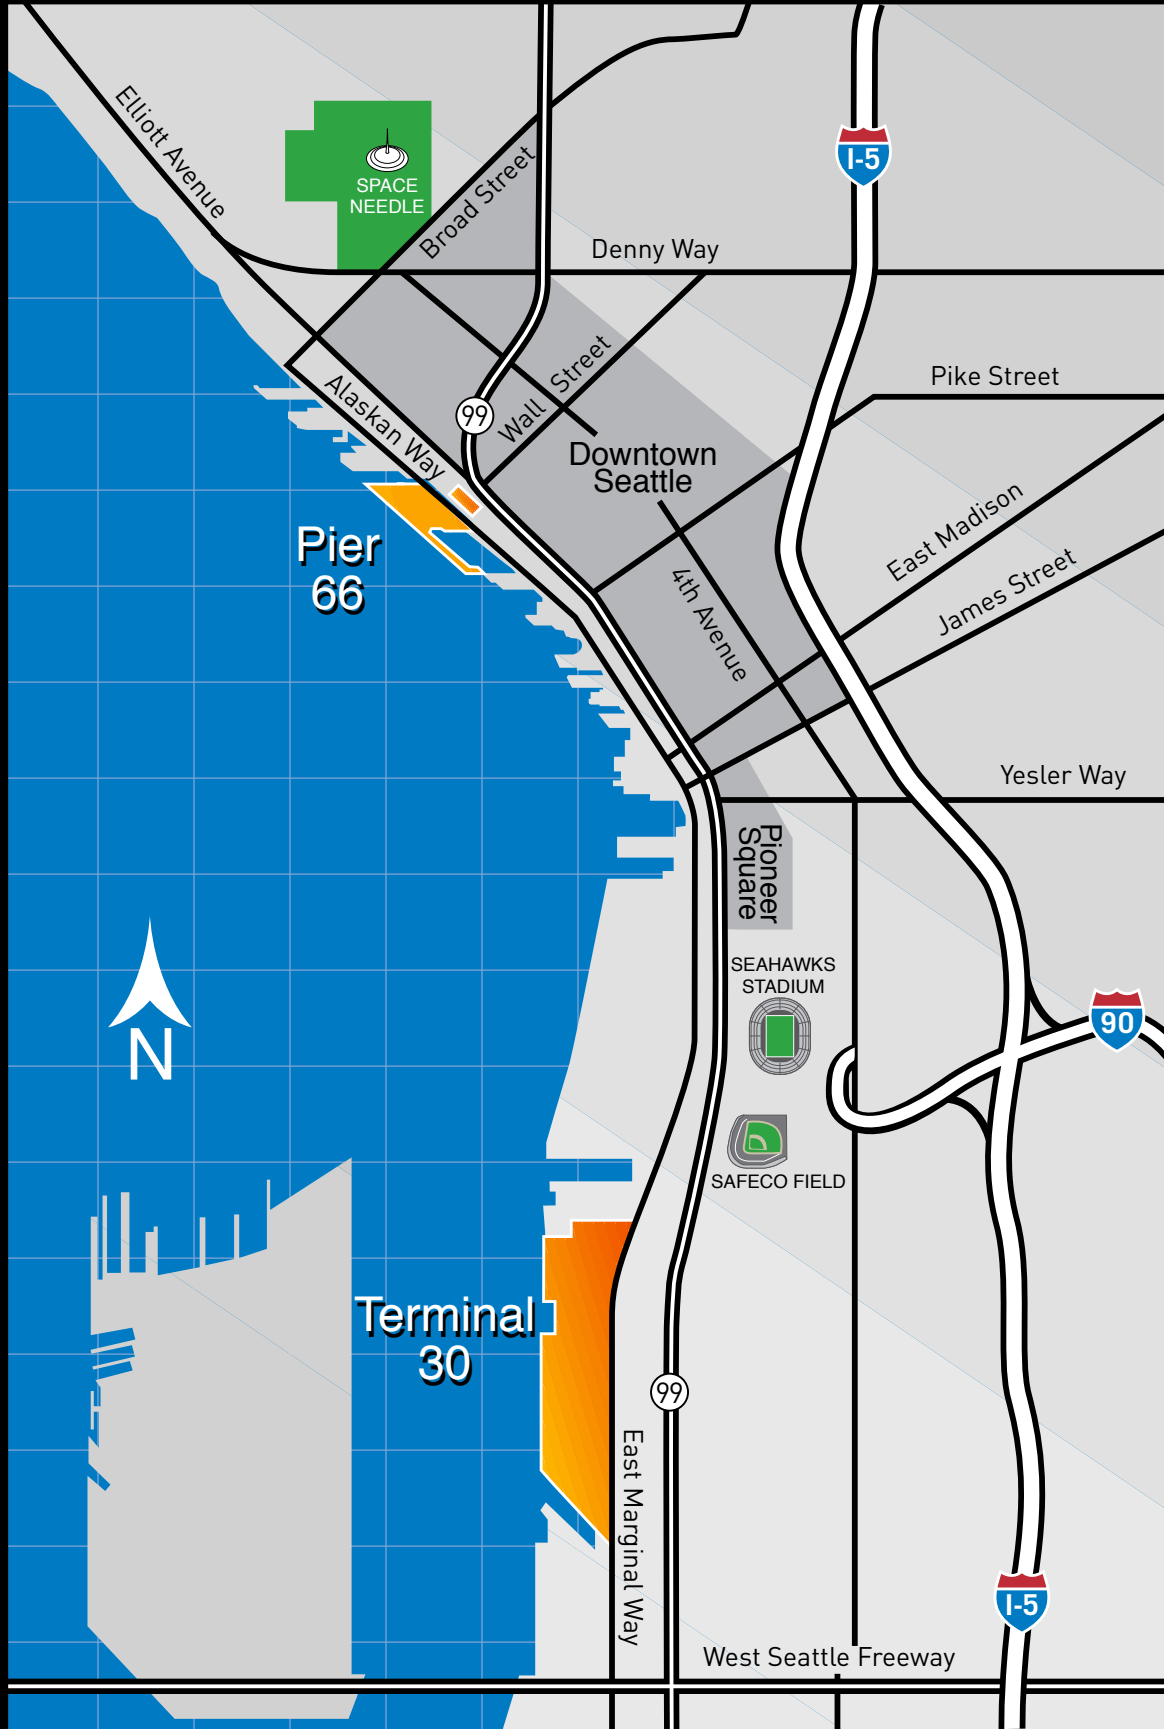 Elliott Avenue
I-5
SPACE
NEEDLE
Broad Street
Denny Way
Wall Street
Pike Street
Alaskan Way
99
Downtown
Seattle
Pier
66
East Madison
James Street
4th Avenue
Yesler Way
Pioneer
Square
SEAHAWKS
STADIUM
90
N
SAFECO FIELD
Terminal
30
99
East Marginal Way
I-5
West Seattle Freeway